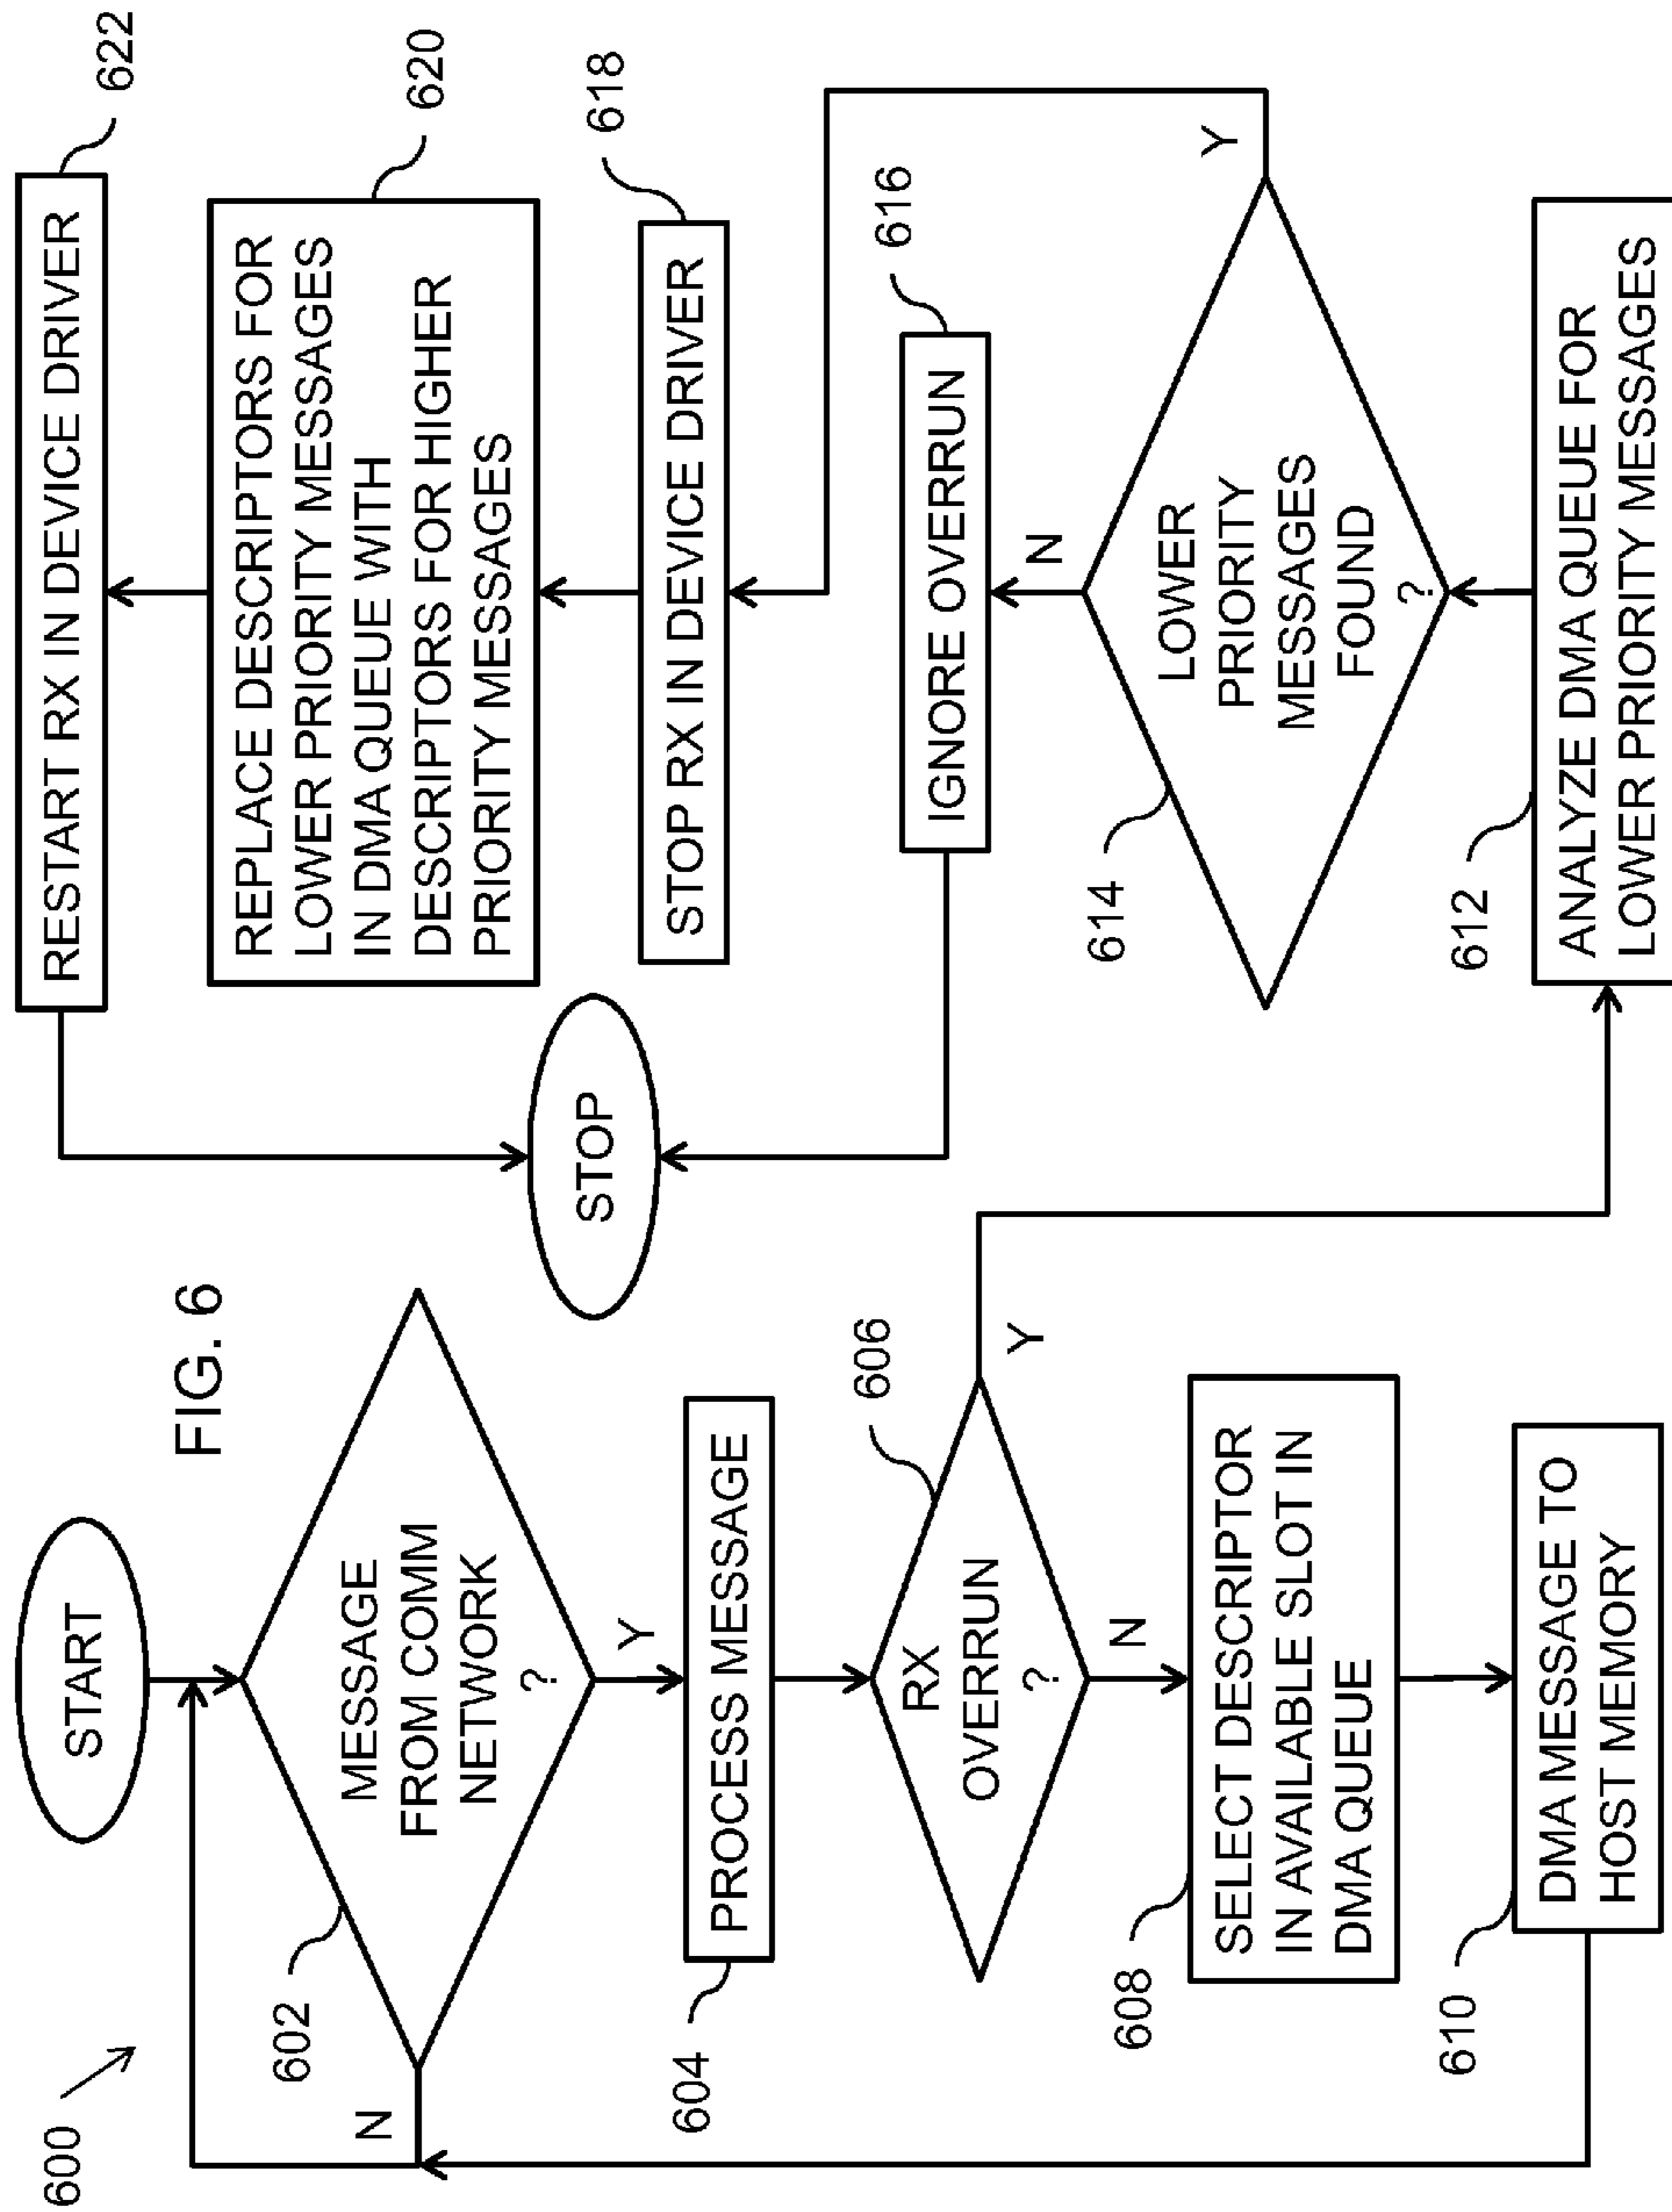 FIG. 6
600
START
602
MESSAGE
FROM COMM
NETWORK
?
N
Y
604
PROCESS MESSAGE
606
RX
OVERRUN
?
Y
N
608
SELECT DESCRIPTOR
IN AVAILABLE SLOT IN
DMA QUEUE
610
DMA MESSAGE TO
HOST MEMORY
622
RESTART RX IN DEVICE DRIVER
620
REPLACE DESCRIPTORS FOR
LOWER PRIORITY MESSAGES
IN DMA QUEUE WITH
DESCRIPTORS FOR HIGHER
PRIORITY MESSAGES
618
STOP RX IN DEVICE DRIVER
STOP
616
IGNORE OVERRUN
N
Y
614
LOWER
PRIORITY
MESSAGES
FOUND
?
612
ANALYZE DMA QUEUE FOR
LOWER PRIORITY MESSAGES